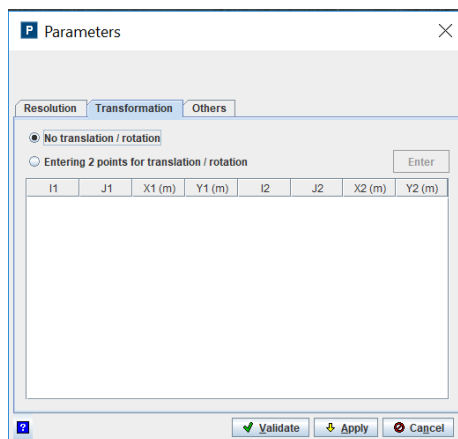 P Parameters
Resolution Transformation Others
No translation / rotation
Entering 2 points for translation / rotation Enter
I1 J1 X1 (m) Y1 (m) I2 J2 X2 (m) Y2 (m)
? Validate Apply Cancel